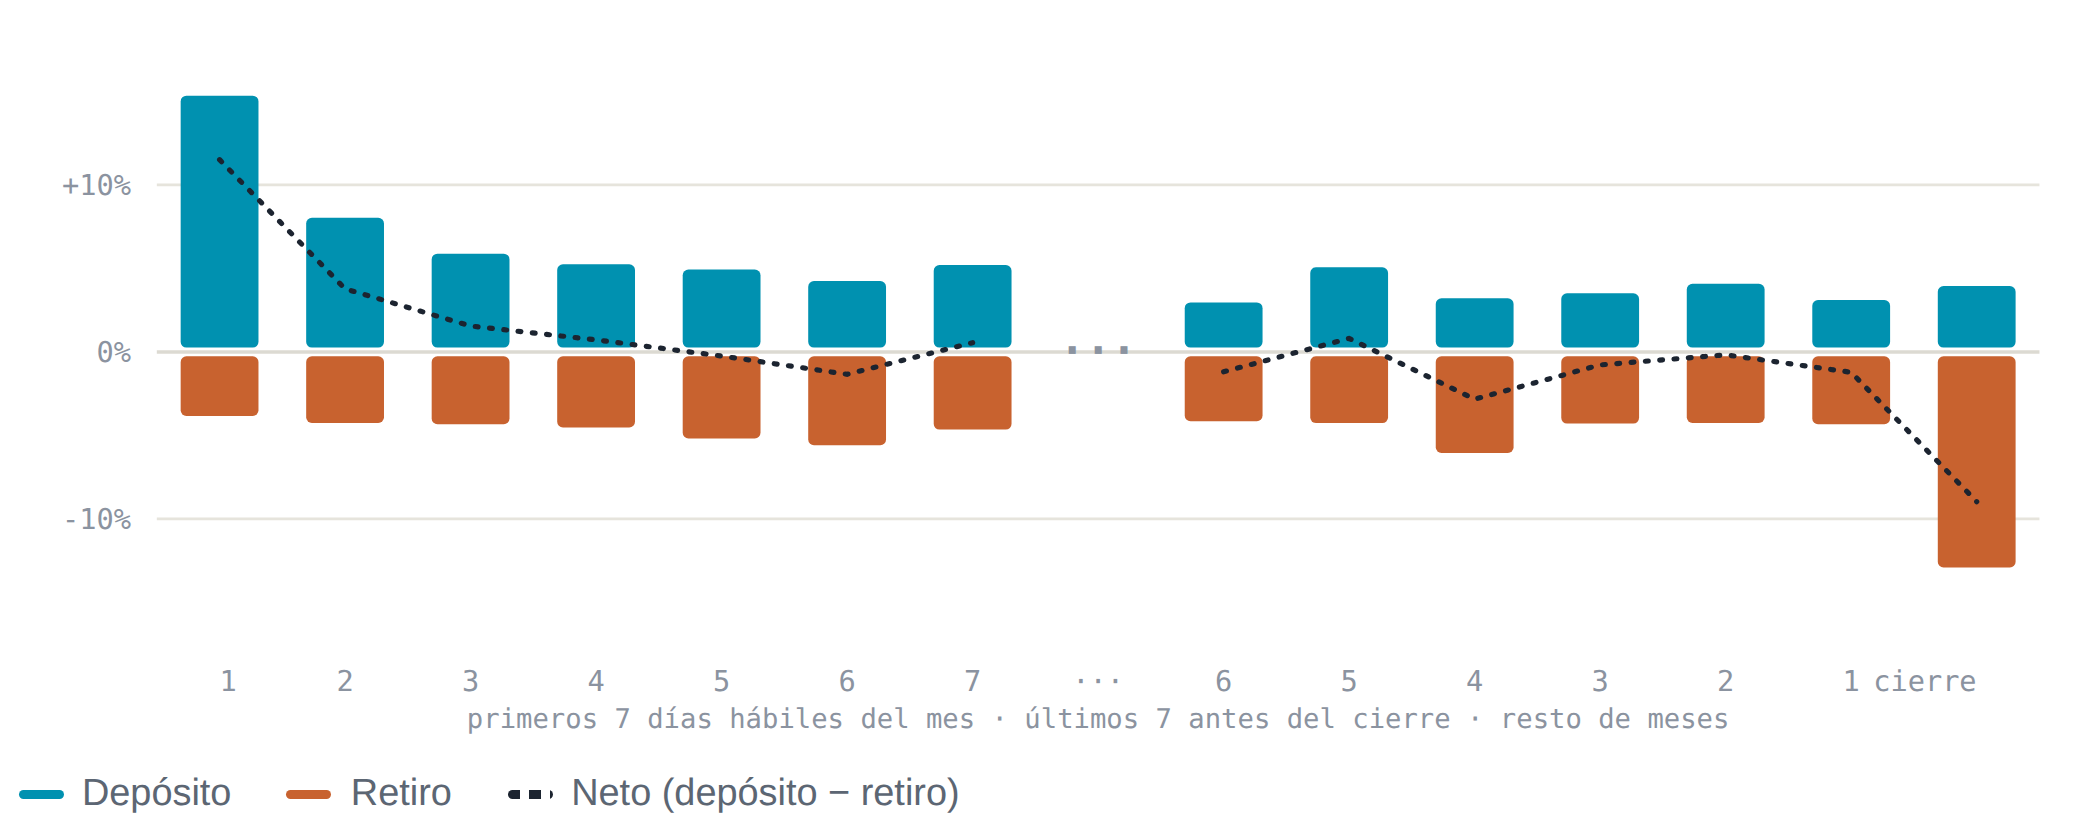 +10%
0%
-10%
...
1 2 3 4 5 6 7 ··· 6 5 4 3 2 1 cierre
primeros 7 días hábiles del mes · últimos 7 antes del cierre · resto de meses
Depósito Retiro Neto (depósito − retiro)